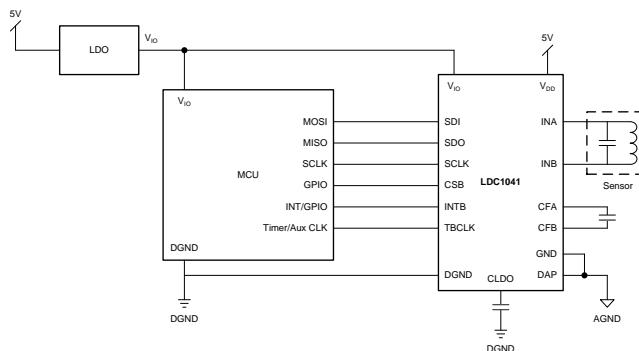 5V
LDO
VIO
5V
VIO
MCU
MOSI
MISO
SCLK
GPIO
INT/GPIO
Timer/Aux CLK
DGND
DGND
VIO
VDD
SDI
SDO
SCLK
CSB
INTB
TBCLK
DGND
LDC1041
INA
INB
CFA
CFB
GND
DAP
CLDO
DGND
Sensor
AGND